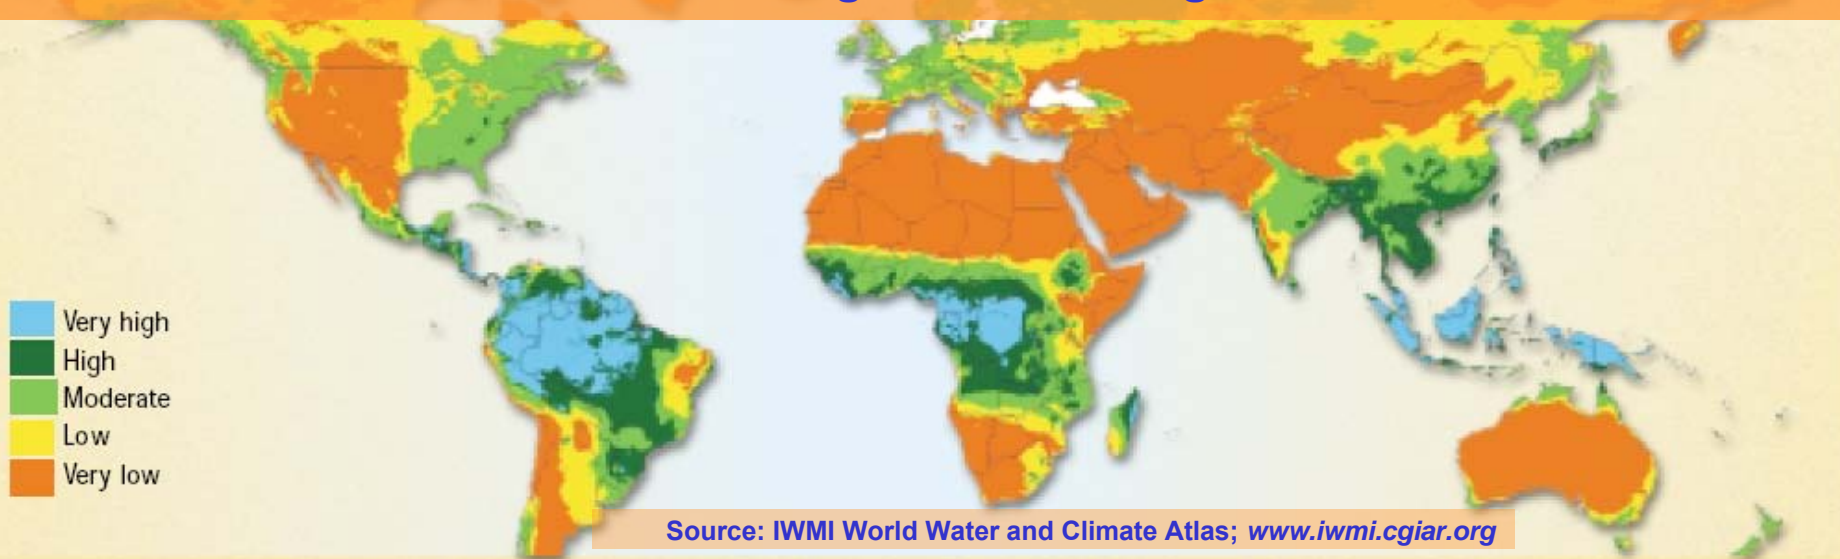 Very high
High
Moderate
Low
Very low
Source: IWMI World Water and Climate Atlas; www.iwmi.cgiar.org